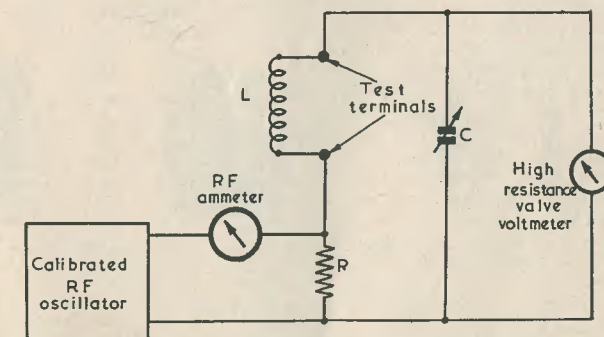 L
Test
terminals
C
RF
ammeter
High
resistance
valve
voltmeter
R
Calibrated
RF
oscillator